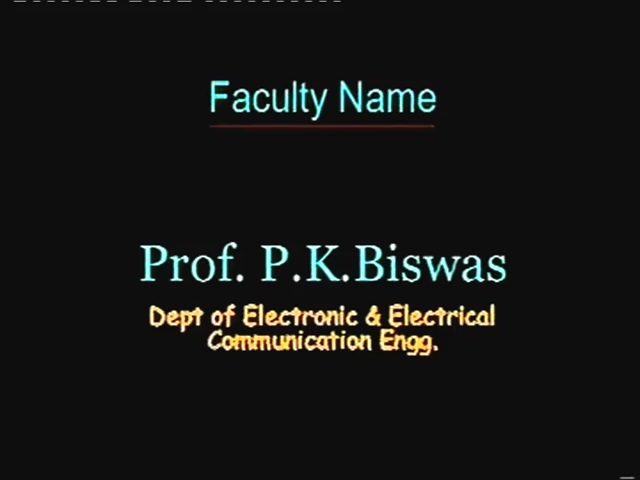 Faculty Name
Prof. P.K.Biswas
Dept of Electronic & Electrical
Communication Engg.